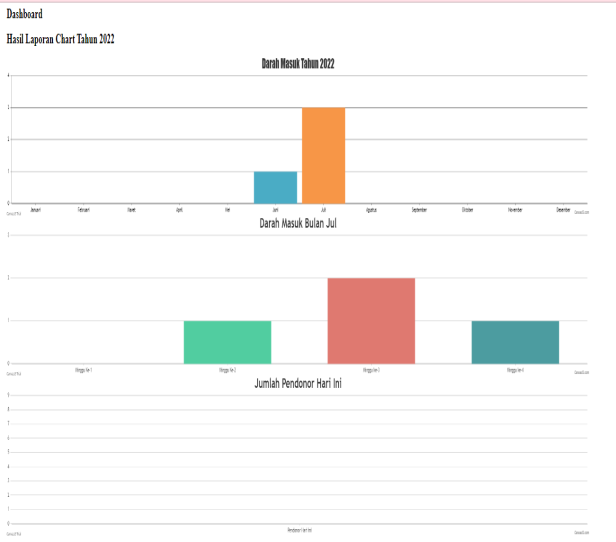 Dashboard
Hasil Laporan Chart Tahun 2022
Darah Masuk Tahun 2022
4
3
2
1
0
Januari Februari Maret April Mei Juni Juli Agustus September Oktober November Desember
CanvasJS Trial CanvasJS.com
Darah Masuk Bulan Jul
3
2
1
0
Minggu Ke-1 Minggu Ke-2 Minggu Ke-3 Minggu Ke-4
CanvasJS Trial CanvasJS.com
Jumlah Pendonor Hari Ini
9
8
7
6
5
4
3
2
1
0
Pendonor Hari Ini
CanvasJS Trial CanvasJS.com